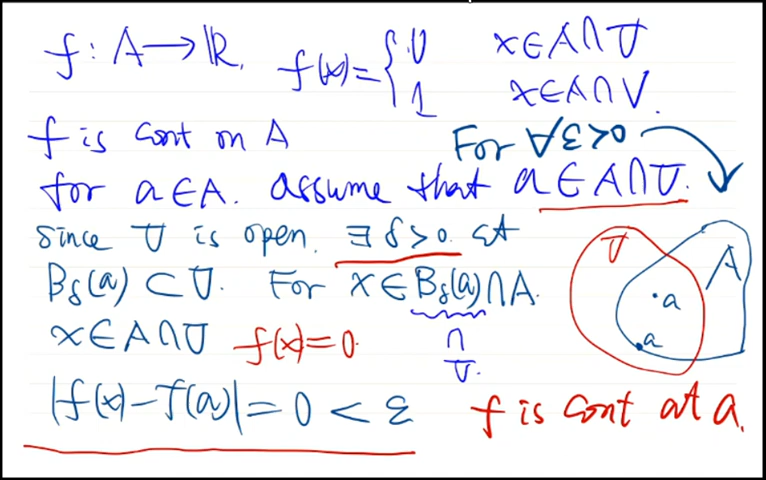 f : A → ℝ, f(x) = { 0 x ∈ A ∩ U
1 x ∈ A ∩ V.
f is cont on A For ∀ε>0
for a ∈ A. assume that a ∈ A ∩ U.
since U is open. ∃ δ>0. st
B_δ(a) ⊂ U. For x ∈ B_δ(a) ∩ A.
x ∈ A ∩ U f(x)=0. ∩
U.
|f(x) - f(a)| = 0 < ε f is cont at a.
U
A
a
a